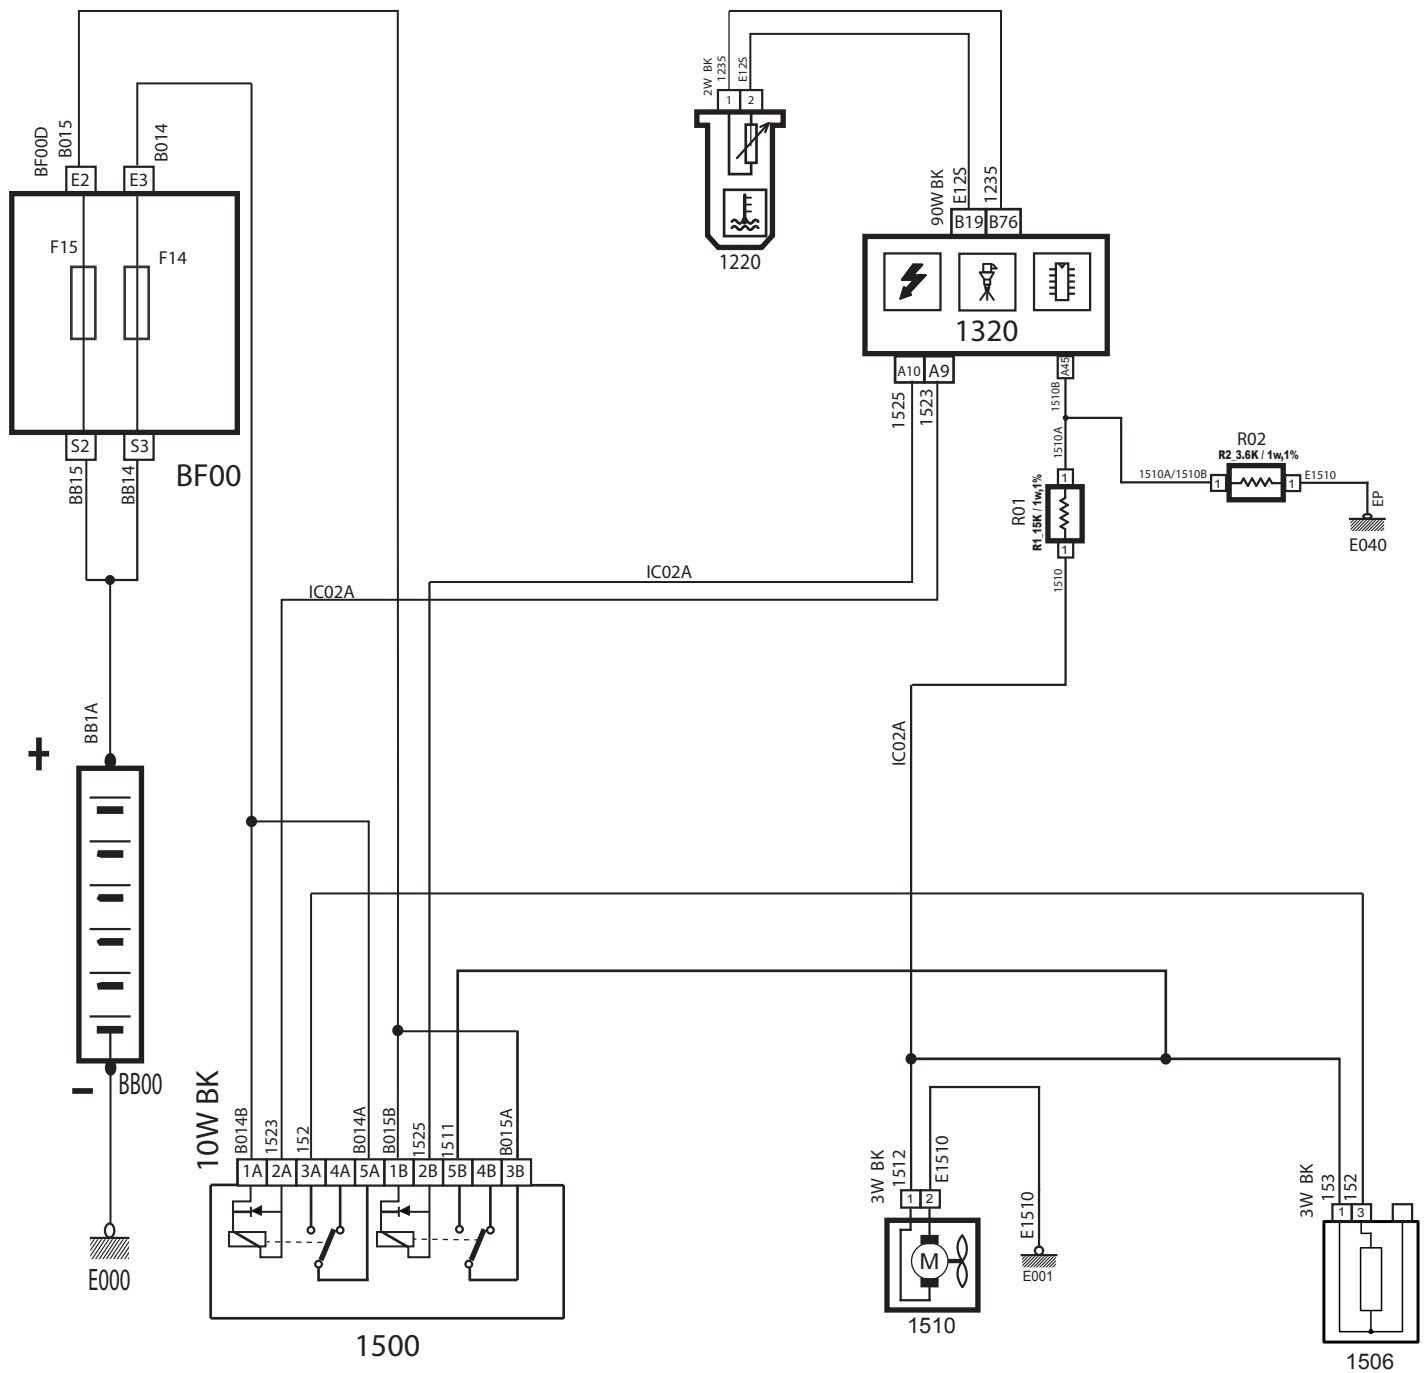 BF00D
B015
B014
E2
E3
F15
F14
S2
S3
BB15
BB14
BF00
BB1A
+
-
BB00
E000
2W BK
1235
E12S
1
2
1220
90W BK
E12S
1235
B19
B76
1320
A10
A9
A45
1525
1523
1510B
1510A
R02
R2_3.6K / 1w,1%
1510A/1510B
1
1
E1510
EP
E040
R01
R1_15K / 1w,1%
1
1
1510
IC02A
IC02A
IC02A
10W BK
B014B
1523
152
B014A
B015B
1525
1511
B015A
1A
2A
3A
4A
5A
1B
2B
5B
4B
3B
1500
3W BK
1512
E1510
1
2
M
1510
E1510
E001
3W BK
153
152
1
3
1506